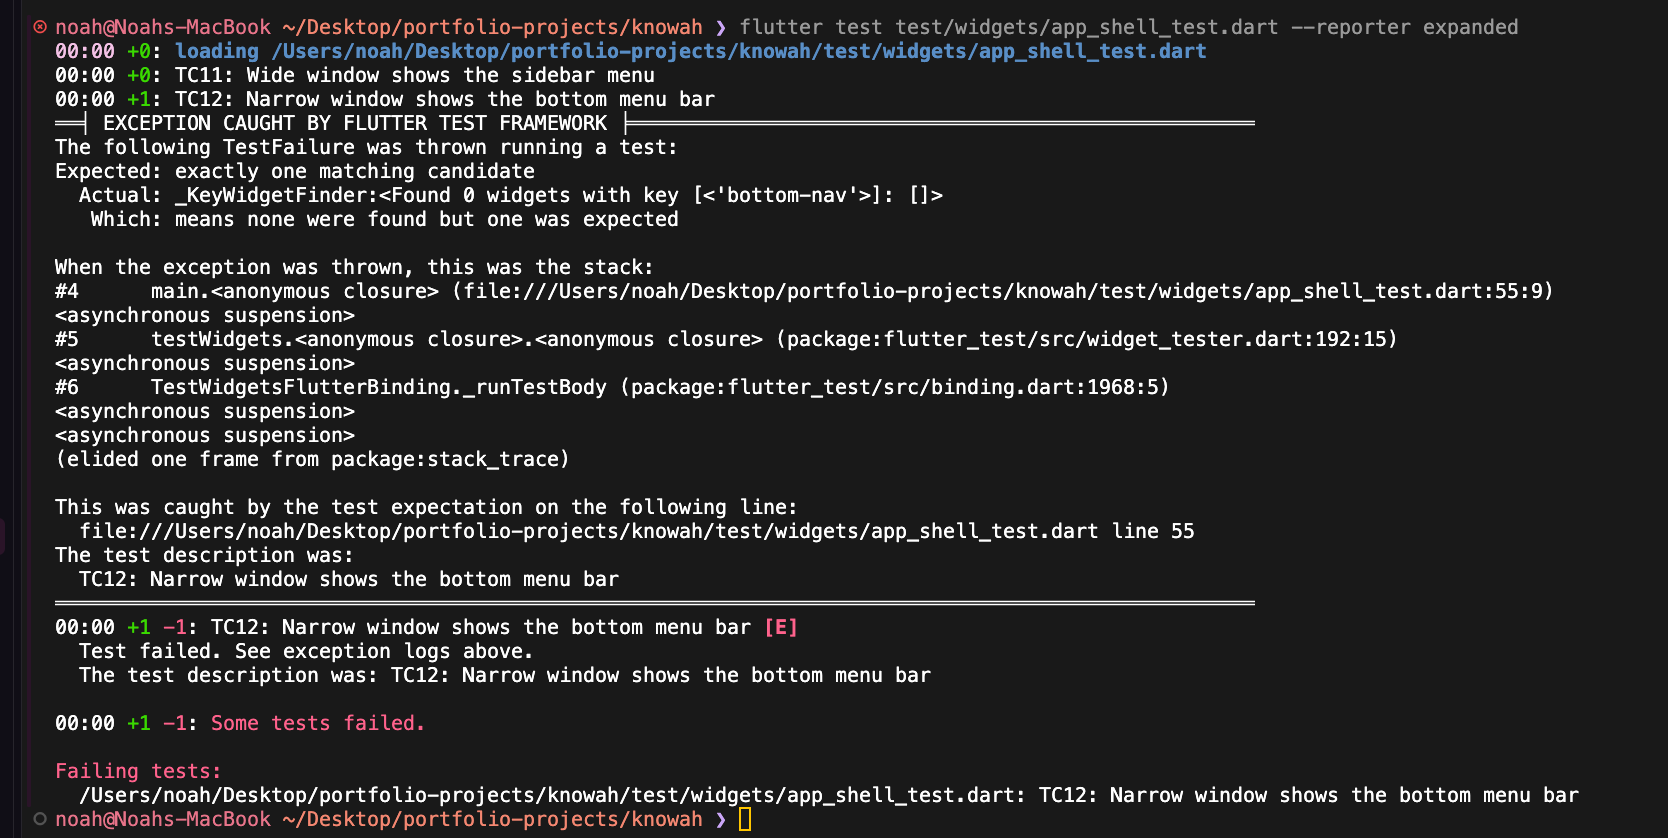 noah@Noahs-MacBook ~/Desktop/portfolio-projects/knowah ❯ flutter test test/widgets/app_shell_test.dart --reporter expanded
00:00 +0: loading /Users/noah/Desktop/portfolio-projects/knowah/test/widgets/app_shell_test.dart
00:00 +0: TC11: Wide window shows the sidebar menu
00:00 +1: TC12: Narrow window shows the bottom menu bar
══╡ EXCEPTION CAUGHT BY FLUTTER TEST FRAMEWORK ╞════════════════════════════════════════════════════
The following TestFailure was thrown running a test:
Expected: exactly one matching candidate
  Actual: _KeyWidgetFinder:<Found 0 widgets with key [<'bottom-nav'>]: []>
   Which: means none were found but one was expected

When the exception was thrown, this was the stack:
#4      main.<anonymous closure> (file:///Users/noah/Desktop/portfolio-projects/knowah/test/widgets/app_shell_test.dart:55:9)
<asynchronous suspension>
#5      testWidgets.<anonymous closure>.<anonymous closure> (package:flutter_test/src/widget_tester.dart:192:15)
<asynchronous suspension>
#6      TestWidgetsFlutterBinding._runTestBody (package:flutter_test/src/binding.dart:1968:5)
<asynchronous suspension>
<asynchronous suspension>
(elided one frame from package:stack_trace)

This was caught by the test expectation on the following line:
  file:///Users/noah/Desktop/portfolio-projects/knowah/test/widgets/app_shell_test.dart line 55
The test description was:
  TC12: Narrow window shows the bottom menu bar
════════════════════════════════════════════════════════════════════════════════════════════════════
00:00 +1 -1: TC12: Narrow window shows the bottom menu bar [E]
  Test failed. See exception logs above.
  The test description was: TC12: Narrow window shows the bottom menu bar

00:00 +1 -1: Some tests failed.

Failing tests:
  /Users/noah/Desktop/portfolio-projects/knowah/test/widgets/app_shell_test.dart: TC12: Narrow window shows the bottom menu bar
noah@Noahs-MacBook ~/Desktop/portfolio-projects/knowah ❯